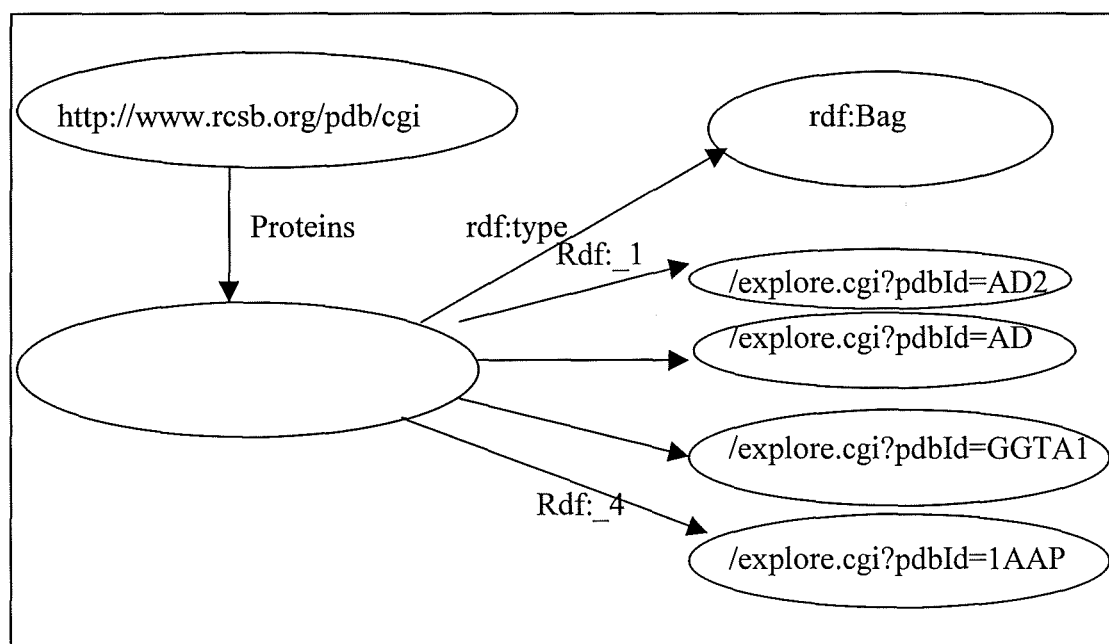 http://www.rcsb.org/pdb/cgi
rdf:Bag
Proteins
rdf:type
Rdf:_1
/explore.cgi?pdbId=AD2
/explore.cgi?pdbId=AD
/explore.cgi?pdbId=GGTA1
Rdf:_4
/explore.cgi?pdbId=1AAP